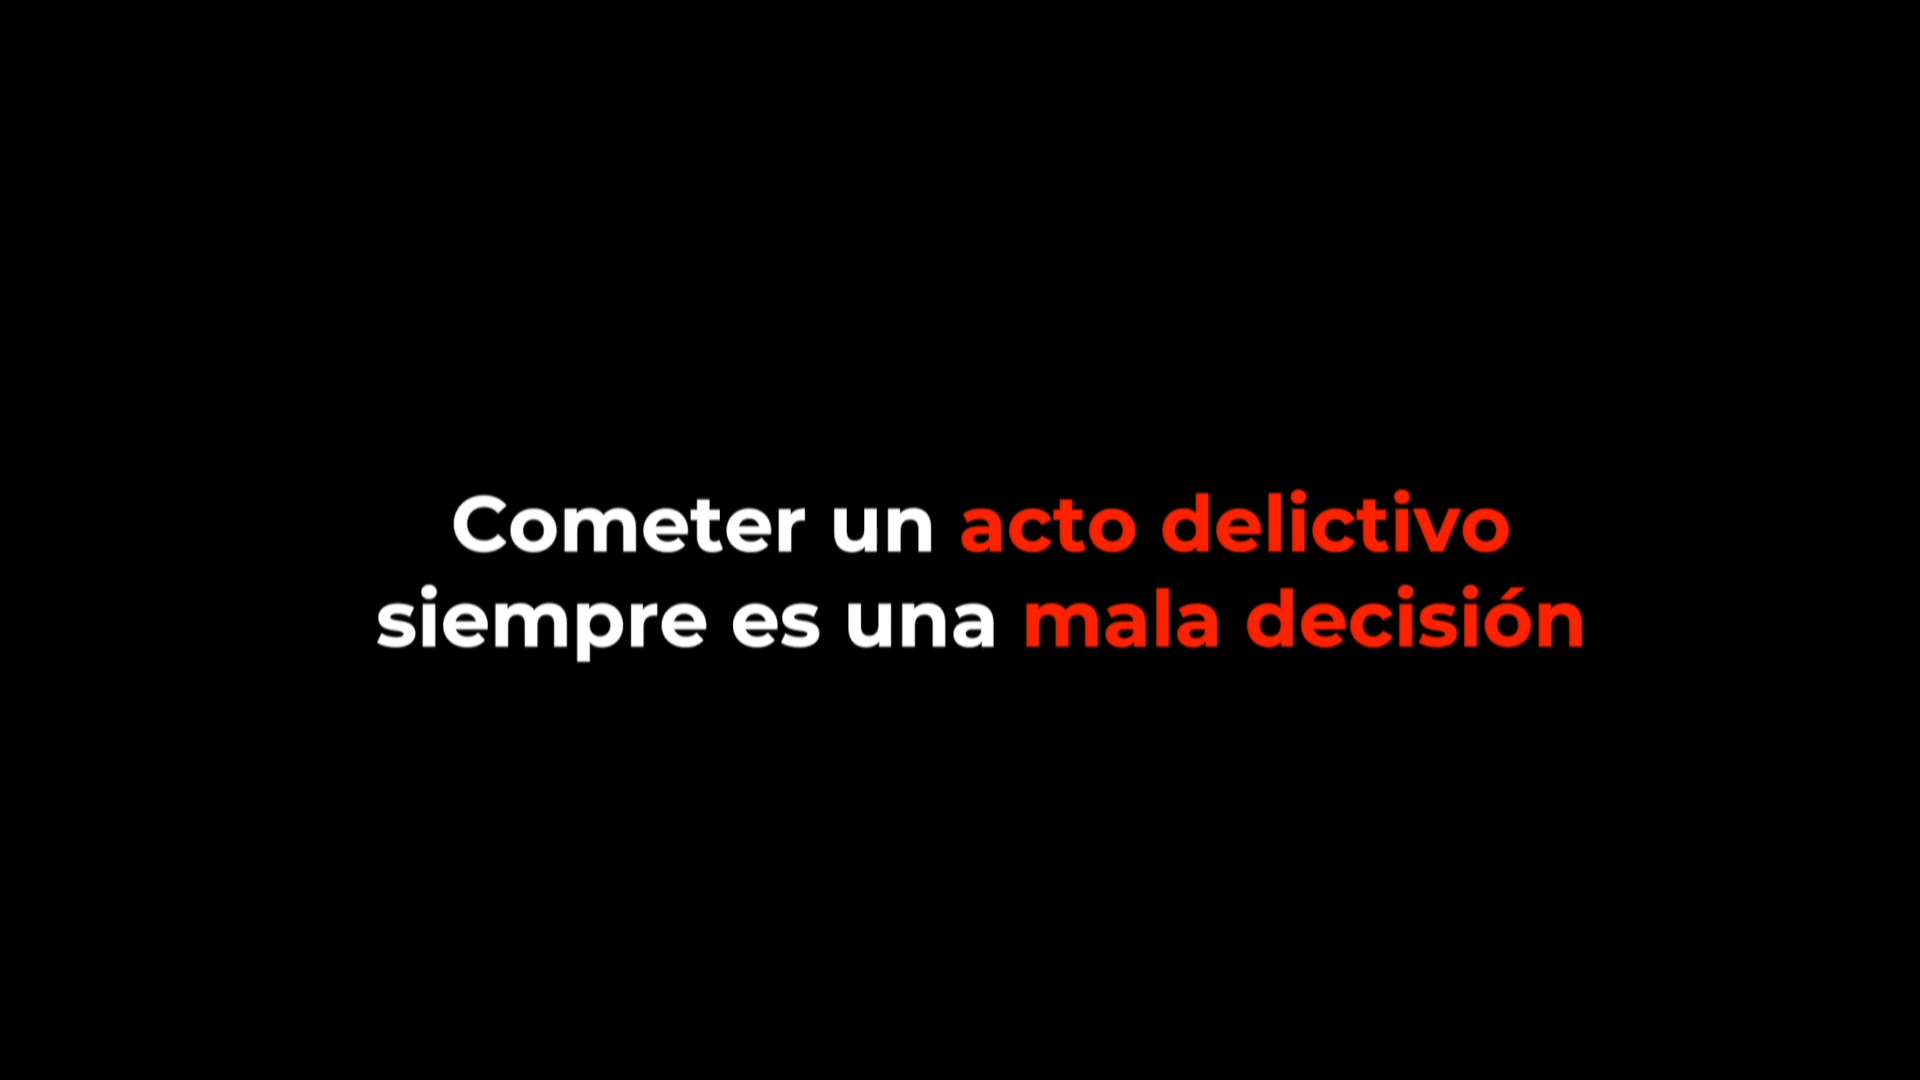 Cometer un acto delictivo
siempre es una mala decisión